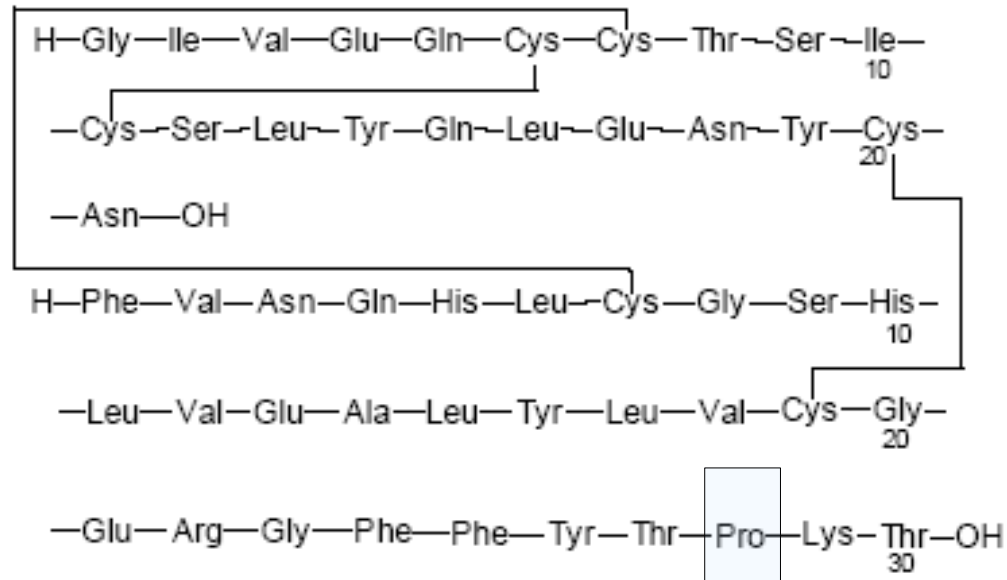 H—Gly—Ile—Val—Glu—Gln—Cys—Cys—Thr—Ser—Ile—
10
—Cys—Ser—Leu—Tyr—Gln—Leu—Glu—Asn—Tyr—Cys—
20
—Asn—OH
H—Phe—Val—Asn—Gln—His—Leu—Cys—Gly—Ser—His—
10
—Leu—Val—Glu—Ala—Leu—Tyr—Leu—Val—Cys—Gly—
20
—Glu—Arg—Gly—Phe—Phe—Tyr—Thr—Pro—Lys—Thr—OH
30